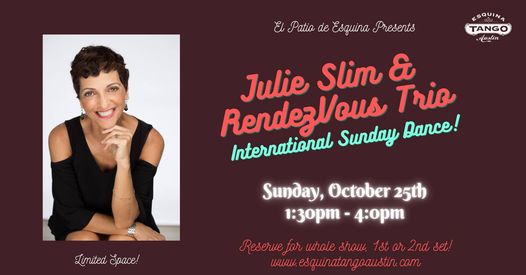 El Patio de Esquina Presents
ESQUINA
TANGO
Austin
Julie Slim &
RendezVous Trio
International Sunday Dance!
Sunday, October 25th
1:30pm - 4:0pm
Limited Space!
Reserve for whole show, 1st or 2nd set!
www.esquinatangoaustin.com